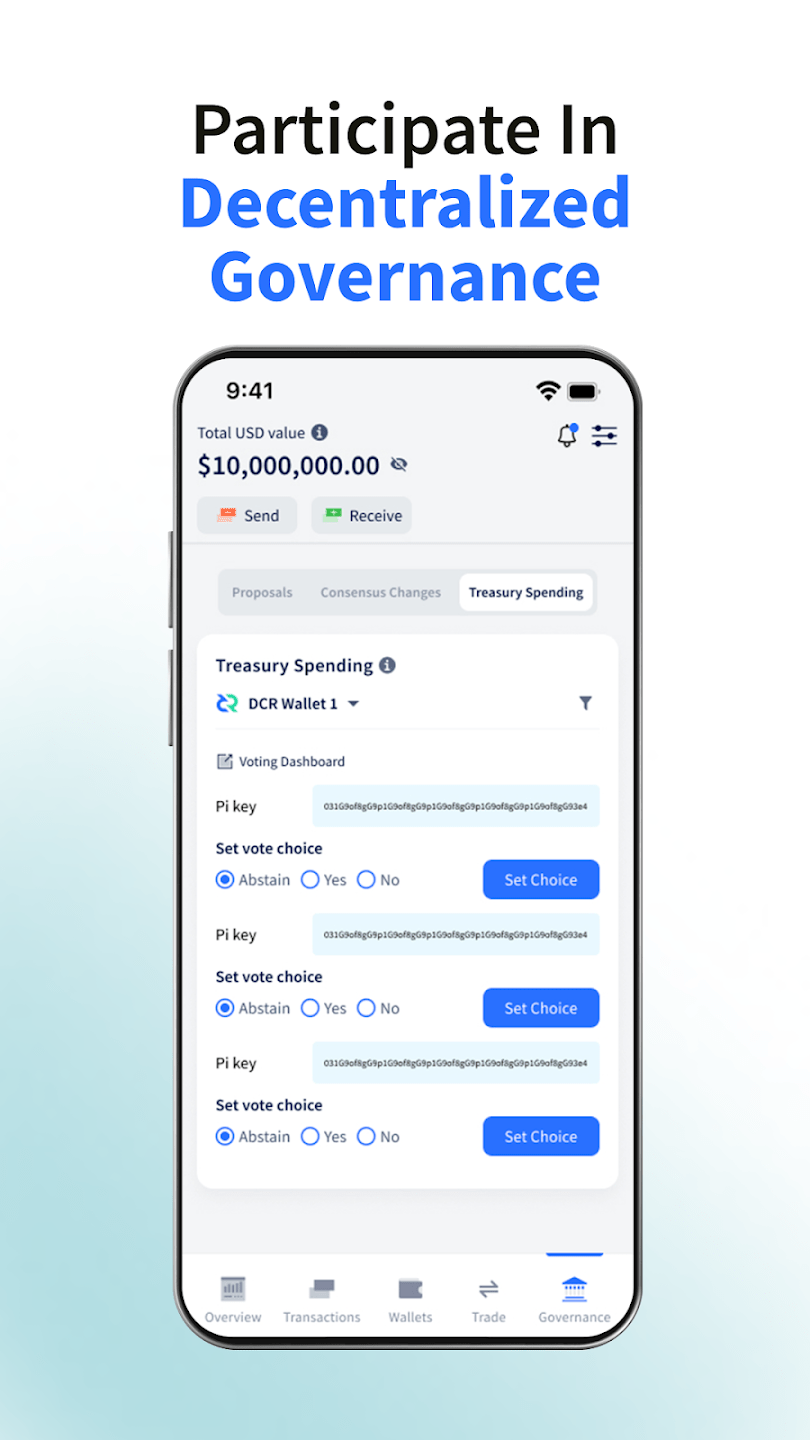 Participate In
Decentralized
Governance
9:41
Total USD value
$10,000,000.00
Send Receive
Proposals Consensus Changes Treasury Spending
Treasury Spending
DCR Wallet 1
Voting Dashboard
Pi key 031G9of8gG9p1G9of8gG9p1G9of8gG9p1G9of8gG9p1G9of8gG93e4
Set vote choice
Abstain Yes No Set Choice
Pi key 031G9of8gG9p1G9of8gG9p1G9of8gG9p1G9of8gG9p1G9of8gG93e4
Set vote choice
Abstain Yes No Set Choice
Pi key 031G9of8gG9p1G9of8gG9p1G9of8gG9p1G9of8gG9p1G9of8gG93e4
Set vote choice
Abstain Yes No Set Choice
Overview Transactions Wallets Trade Governance